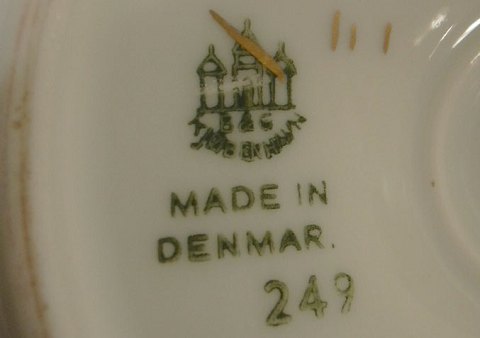 B & G
KJØBENHAVN
MADE IN
DENMAR.
249